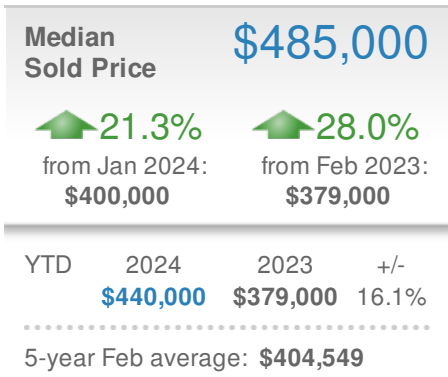 Median $485,000
Sold Price
21.3% 28.0%
from Jan 2024: from Feb 2023:
$400,000 $379,000
YTD 2024 2023 +/-
$440,000 $379,000 16.1%
5-year Feb average: $404,549